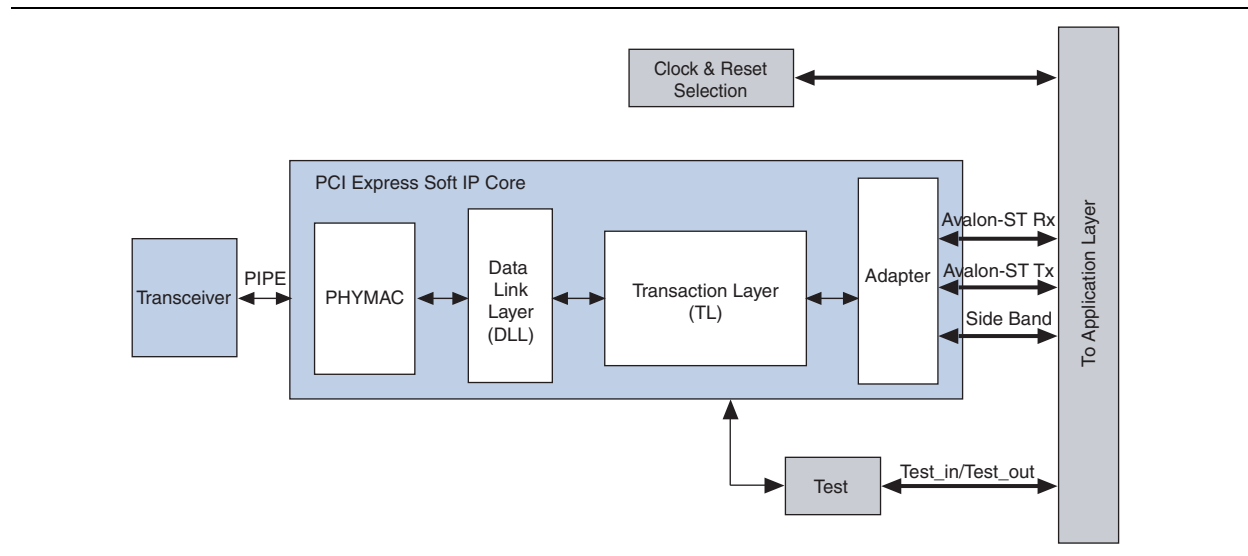 Clock & Reset
Selection
PCI Express Soft IP Core
Transceiver
PIPE
PHYMAC
Data
Link
Layer
(DLL)
Transaction Layer
(TL)
Adapter
Avalon-ST Rx
Avalon-ST Tx
Side Band
To Application Layer
Test
Test_in/Test_out